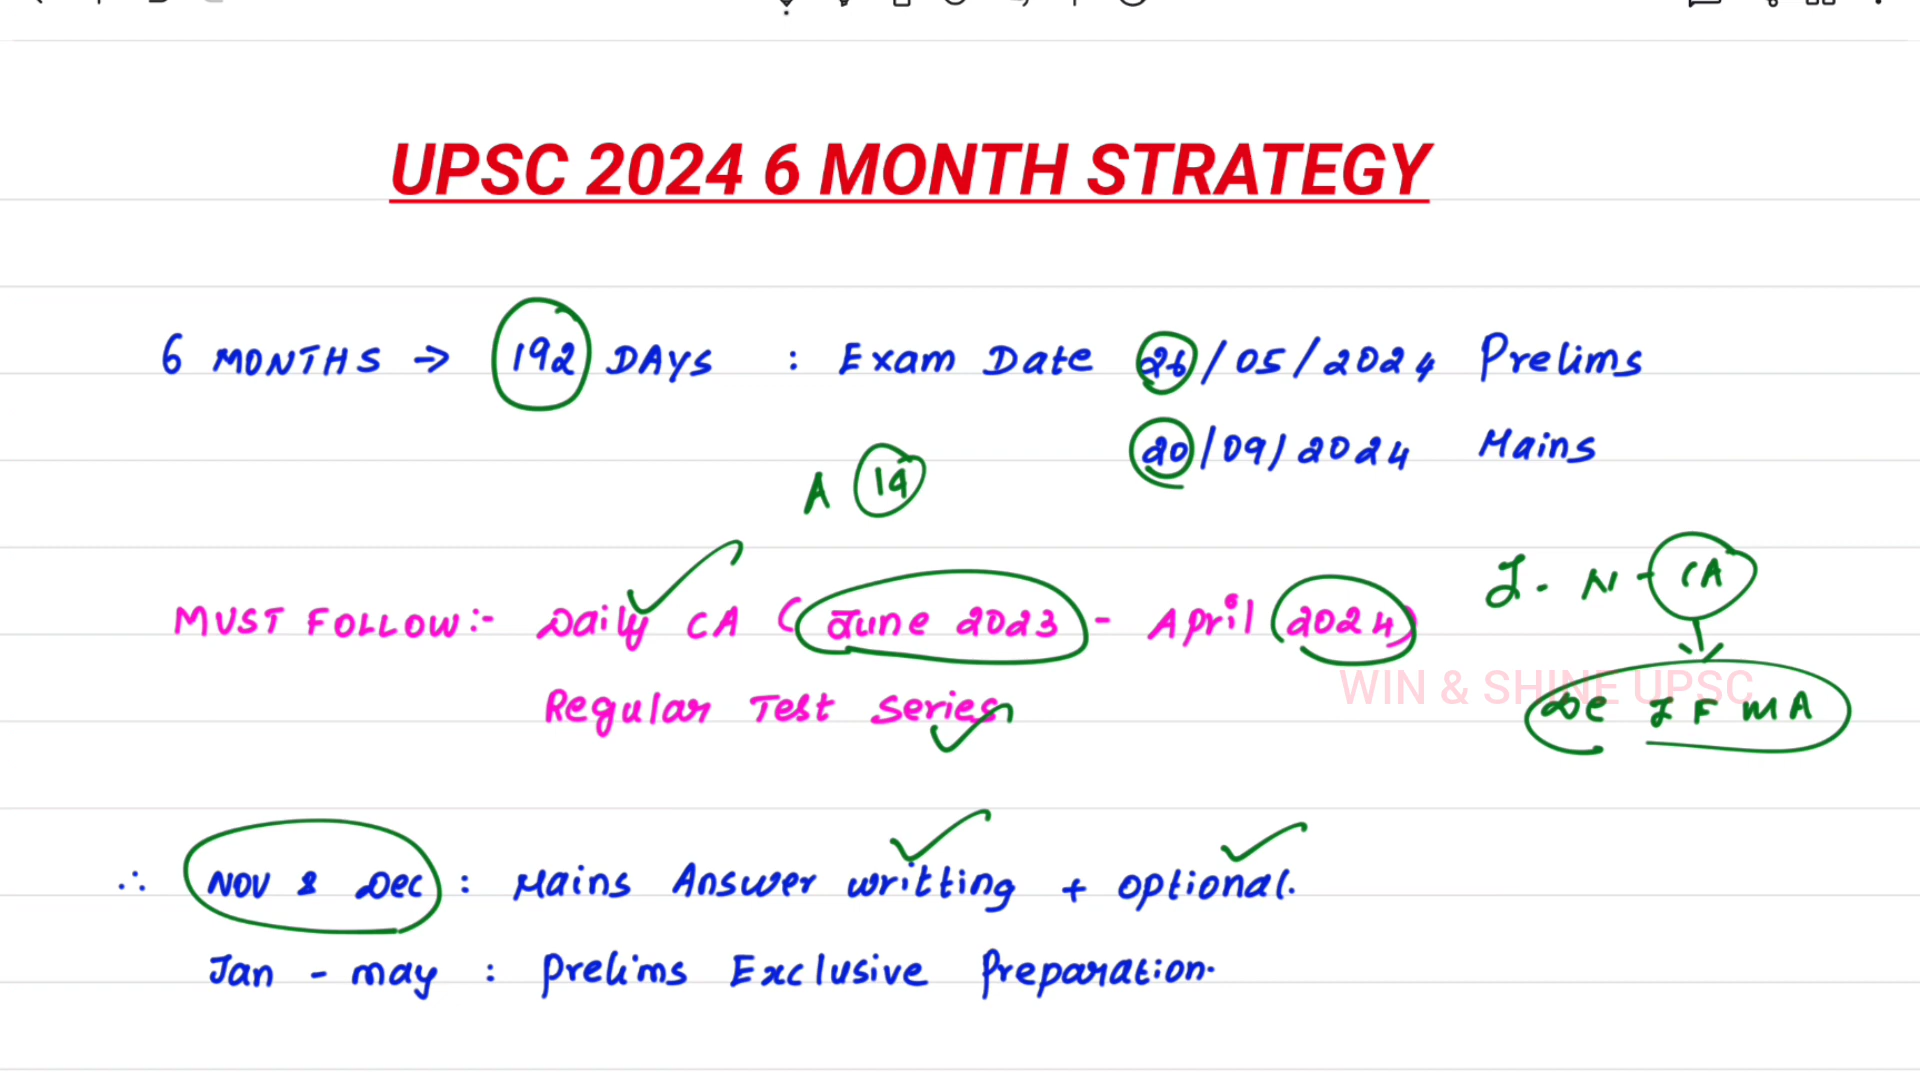 UPSC 2024 6 MONTH STRATEGY
6 MONTHS → 192 DAYS : Exam Date 26/05/2024 Prelims
20/09/2024 Mains
A 19
J. N - CA
MUST FOLLOW:- Daily CA (June 2023 - April 2024)
WIN & SHINE UPSC
Regular Test Series
De J F M A
∴ NOV & Dec : Mains Answer writting + optional.
Jan - may : Prelims Exclusive Preparation.